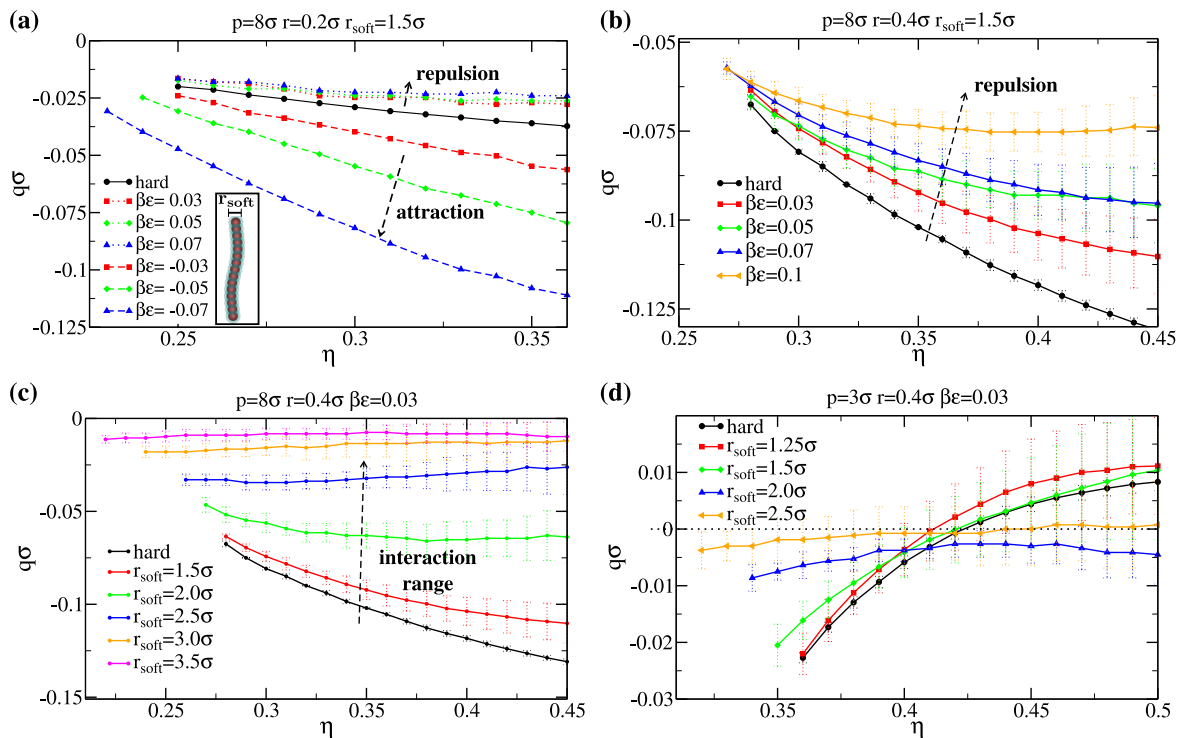 (a)
p=8σ r=0.2σ r_soft=1.5σ
0
-0.025
-0.05
-0.075
-0.1
-0.125
qσ
repulsion
attraction
hard
βε= 0.03
βε= 0.05
βε= 0.07
βε= -0.03
βε= -0.05
βε= -0.07
r_soft
0.25
0.3
0.35
η
(b)
p=8σ r=0.4σ r_soft=1.5σ
-0.05
-0.075
-0.1
-0.125
qσ
repulsion
hard
βε=0.03
βε=0.05
βε=0.07
βε=0.1
0.25
0.3
0.35
0.4
0.45
η
(c)
p=8σ r=0.4σ βε=0.03
0
-0.05
-0.1
-0.15
qσ
interaction
range
hard
r_soft=1.5σ
r_soft=2.0σ
r_soft=2.5σ
r_soft=3.0σ
r_soft=3.5σ
0.25
0.3
0.35
0.4
0.45
η
(d)
p=3σ r=0.4σ βε=0.03
0.01
-0
-0.01
-0.02
-0.03
qσ
hard
r_soft=1.25σ
r_soft=1.5σ
r_soft=2.0σ
r_soft=2.5σ
0.35
0.4
0.45
0.5
η